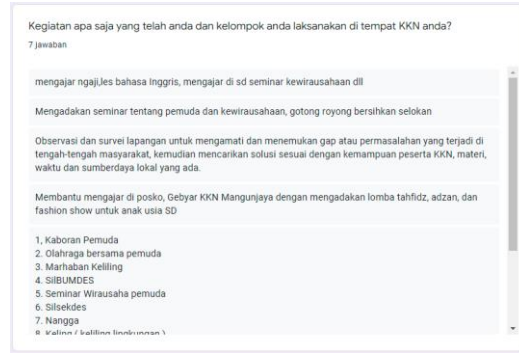 Kegiatan apa saja yang telah anda dan kelompok anda laksanakan di tempat KKN anda?
7 jawaban
mengajar ngaji,les bahasa Inggris, mengajar di sd seminar kewirausahaan dll
Mengadakan seminar tentang pemuda dan kewirausahaan, gotong royong bersihkan selokan
Observasi dan survei lapangan untuk mengamati dan menemukan gap atau permasalahan yang terjadi di
tengah-tengah masyarakat, kemudian mencarikan solusi sesuai dengan kemampuan peserta KKN, materi,
waktu dan sumberdaya lokal yang ada.
Membantu mengajar di posko, Gebyar KKN Mangunjaya dengan mengadakan lomba tahfidz, adzan, dan
fashion show untuk anak usia SD
1, Kaboran Pemuda
2. Olahraga bersama pemuda
3. Marhaban Keliling
4. SilBUMDES
5. Seminar Wirausaha pemuda
6. Silsekdes
7. Nangga
8. Keling ( keliling lingkungan )